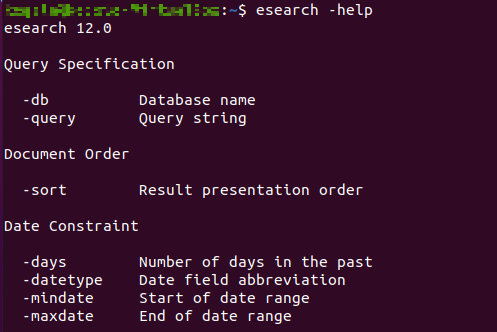 :~$ esearch -help
esearch 12.0
Query Specification
-db Database name
-query Query string
Document Order
-sort Result presentation order
Date Constraint
-days Number of days in the past
-datetype Date field abbreviation
-mindate Start of date range
-maxdate End of date range